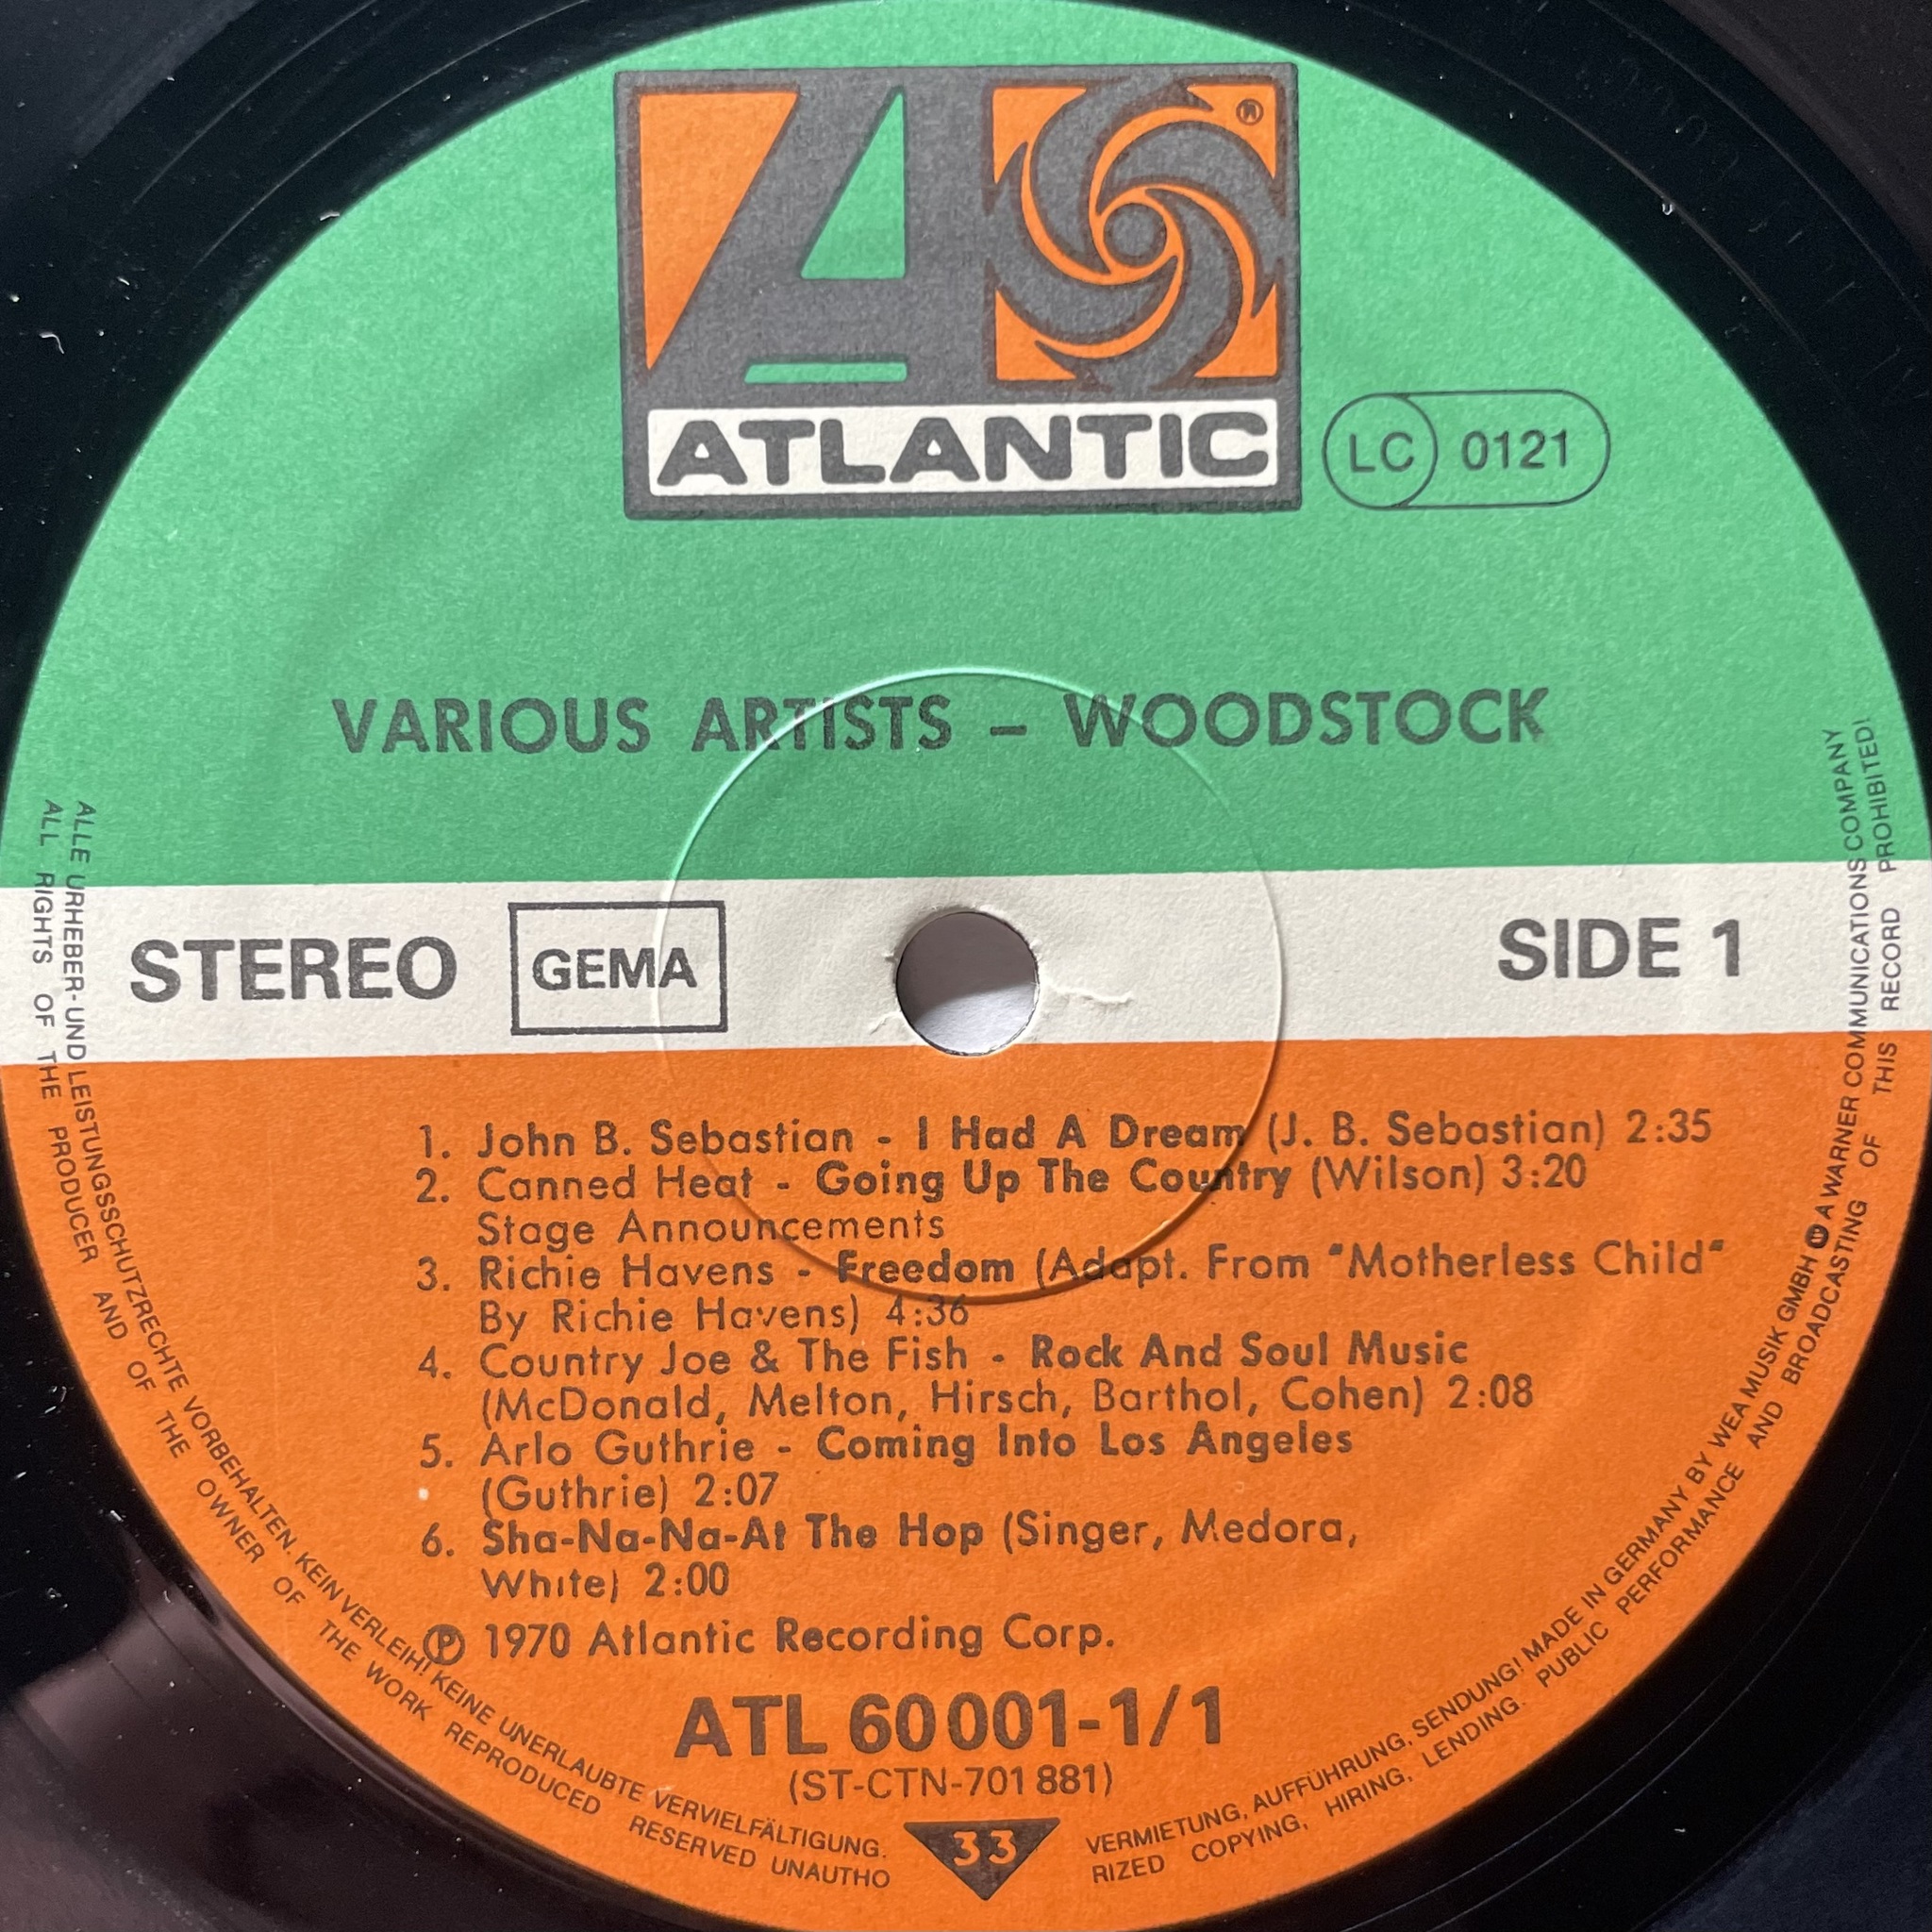 ATLANTIC
®
LC 0121
VARIOUS ARTISTS – WOODSTOCK
STEREO GEMA SIDE 1
1. John B. Sebastian - I Had A Dream (J. B. Sebastian) 2:35
2. Canned Heat - Going Up The Country (Wilson) 3:20
Stage Announcements
3. Richie Havens - Freedom (Adapt. From "Motherless Child"
By Richie Havens) 4:36
4. Country Joe & The Fish - Rock And Soul Music
(McDonald, Melton, Hirsch, Barthol, Cohen) 2:08
5. Arlo Guthrie - Coming Into Los Angeles
(Guthrie) 2:07
6. Sha-Na-Na-At The Hop (Singer, Medora,
White) 2:00
℗ 1970 Atlantic Recording Corp.
ATL 60001-1/1
(ST-CTN-701 881)
33
ALLE URHEBER- UND LEISTUNGSSCHUTZRECHTE VORBEHALTEN. KEIN VERLEIH! KEINE UNERLAUBTE VERVIELFÄLTIGUNG. VERMIETUNG, AUFFÜHRUNG, SENDUNG! MADE IN GERMANY BY WEA MUSIK GMBH A WARNER COMMUNICATIONS COMPANY
ALL RIGHTS OF THE PRODUCER AND OF THE OWNER OF THE WORK REPRODUCED RESERVED UNAUTHO RIZED COPYING, HIRING, LENDING. PUBLIC PERFORMANCE AND BROADCASTING OF THIS RECORD PROHIBITED!